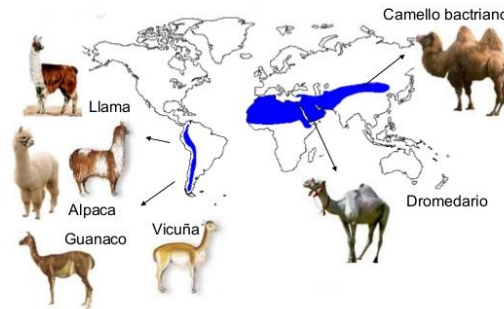 Camello bactriano
Llama
Alpaca
Dromedario
Guanaco
Vicuña